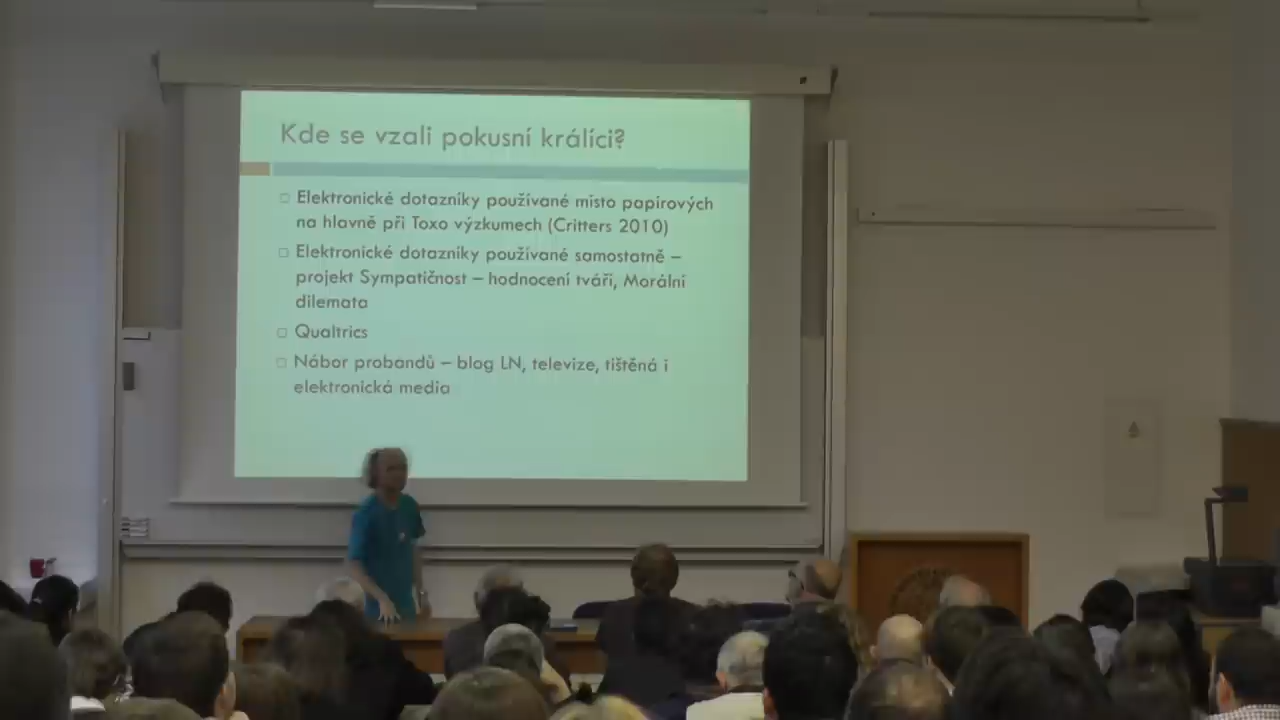 Kde se vzali pokusní králíci?
Elektronické dotazníky používané místo papírových
na hlavně při Toxo výzkumech (Critters 2010)
Elektronické dotazníky používané samostatně –
projekt Sympatičnost – hodnocení tváři, Morální
dilemata
Qualtrics
Nábor probandů – blog LN, televize, tištěná i
elektronická media